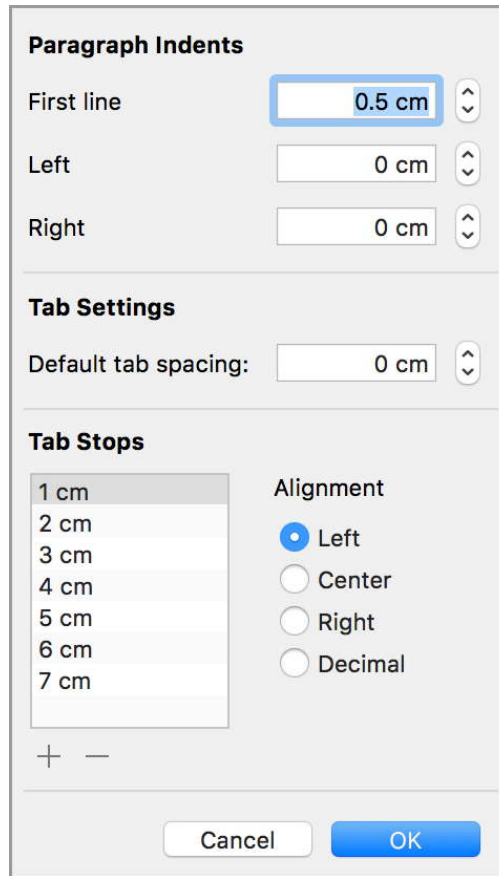 Paragraph Indents
First line 0.5 cm
Left 0 cm
Right 0 cm
Tab Settings
Default tab spacing: 0 cm
Tab Stops
1 cm
2 cm
3 cm
4 cm
5 cm
6 cm
7 cm
Alignment
Left
Center
Right
Decimal
Cancel OK